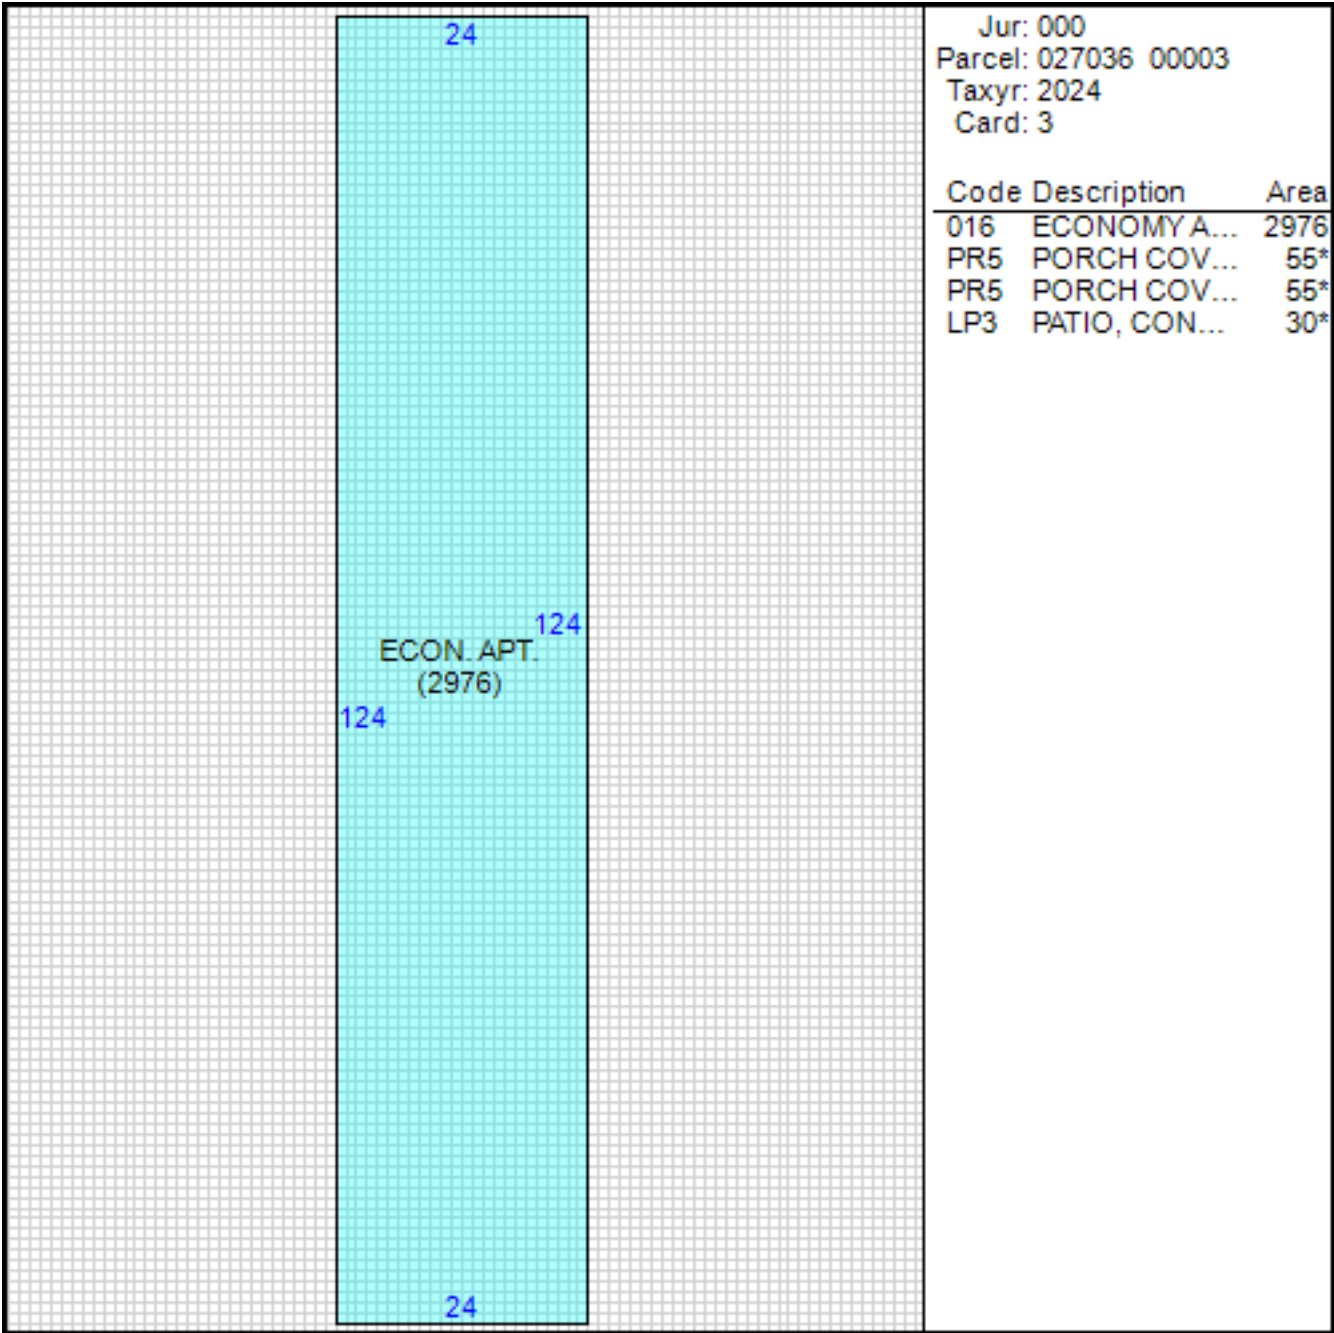 24
124
ECON. APT.
(2976)
124
24
Jur: 000
Parcel: 027036 00003
Taxyr: 2024
Card: 3
Code Description Area
016 ECONOMY A... 2976
PR5 PORCH COV... 55*
PR5 PORCH COV... 55*
LP3 PATIO, CON... 30*